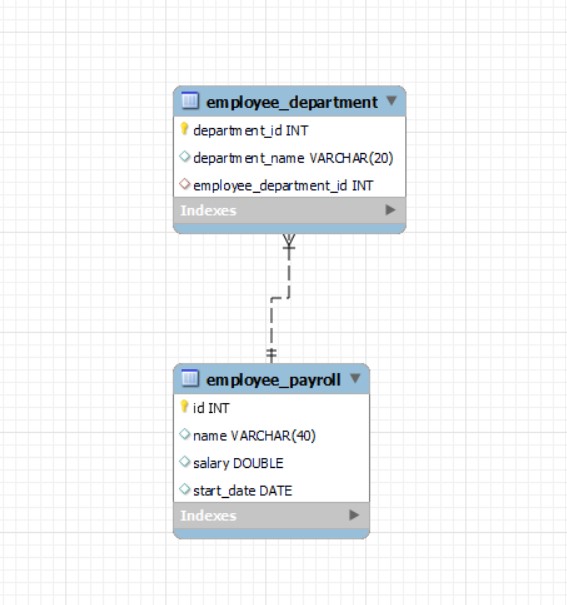 employee_department
department_id INT
department_name VARCHAR(20)
employee_department_id INT
Indexes
employee_payroll
id INT
name VARCHAR(40)
salary DOUBLE
start_date DATE
Indexes